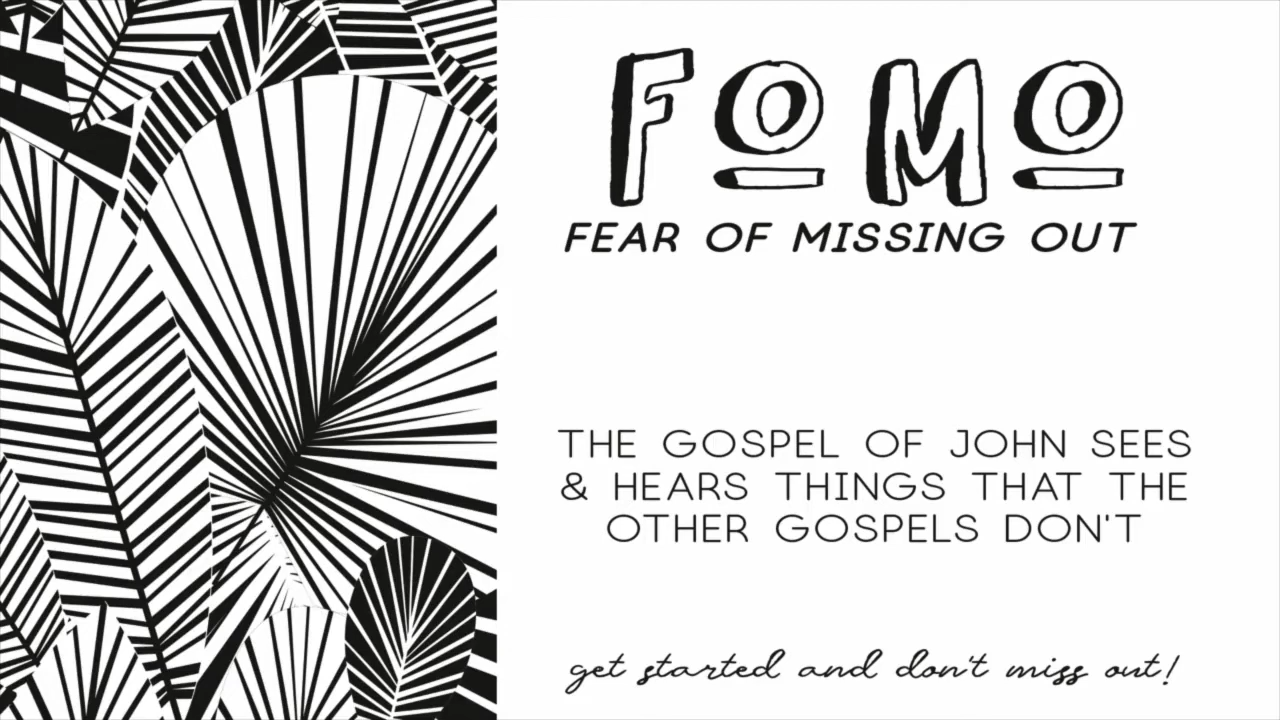 FOMO
FEAR OF MISSING OUT
THE GOSPEL OF JOHN SEES
& HEARS THINGS THAT THE
OTHER GOSPELS DON'T
get started and don't miss out!